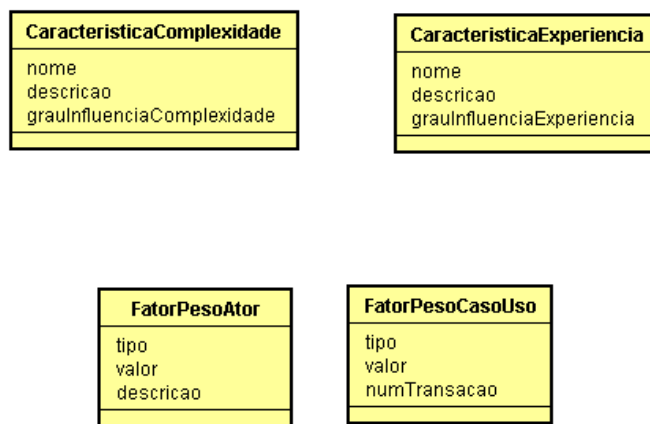 CaracteristicaComplexidade
nome
descricao
grauInfluenciaComplexidade
CaracteristicaExperiencia
nome
descricao
grauInfluenciaExperiencia
FatorPesoAtor
tipo
valor
descricao
FatorPesoCasoUso
tipo
valor
numTransacao